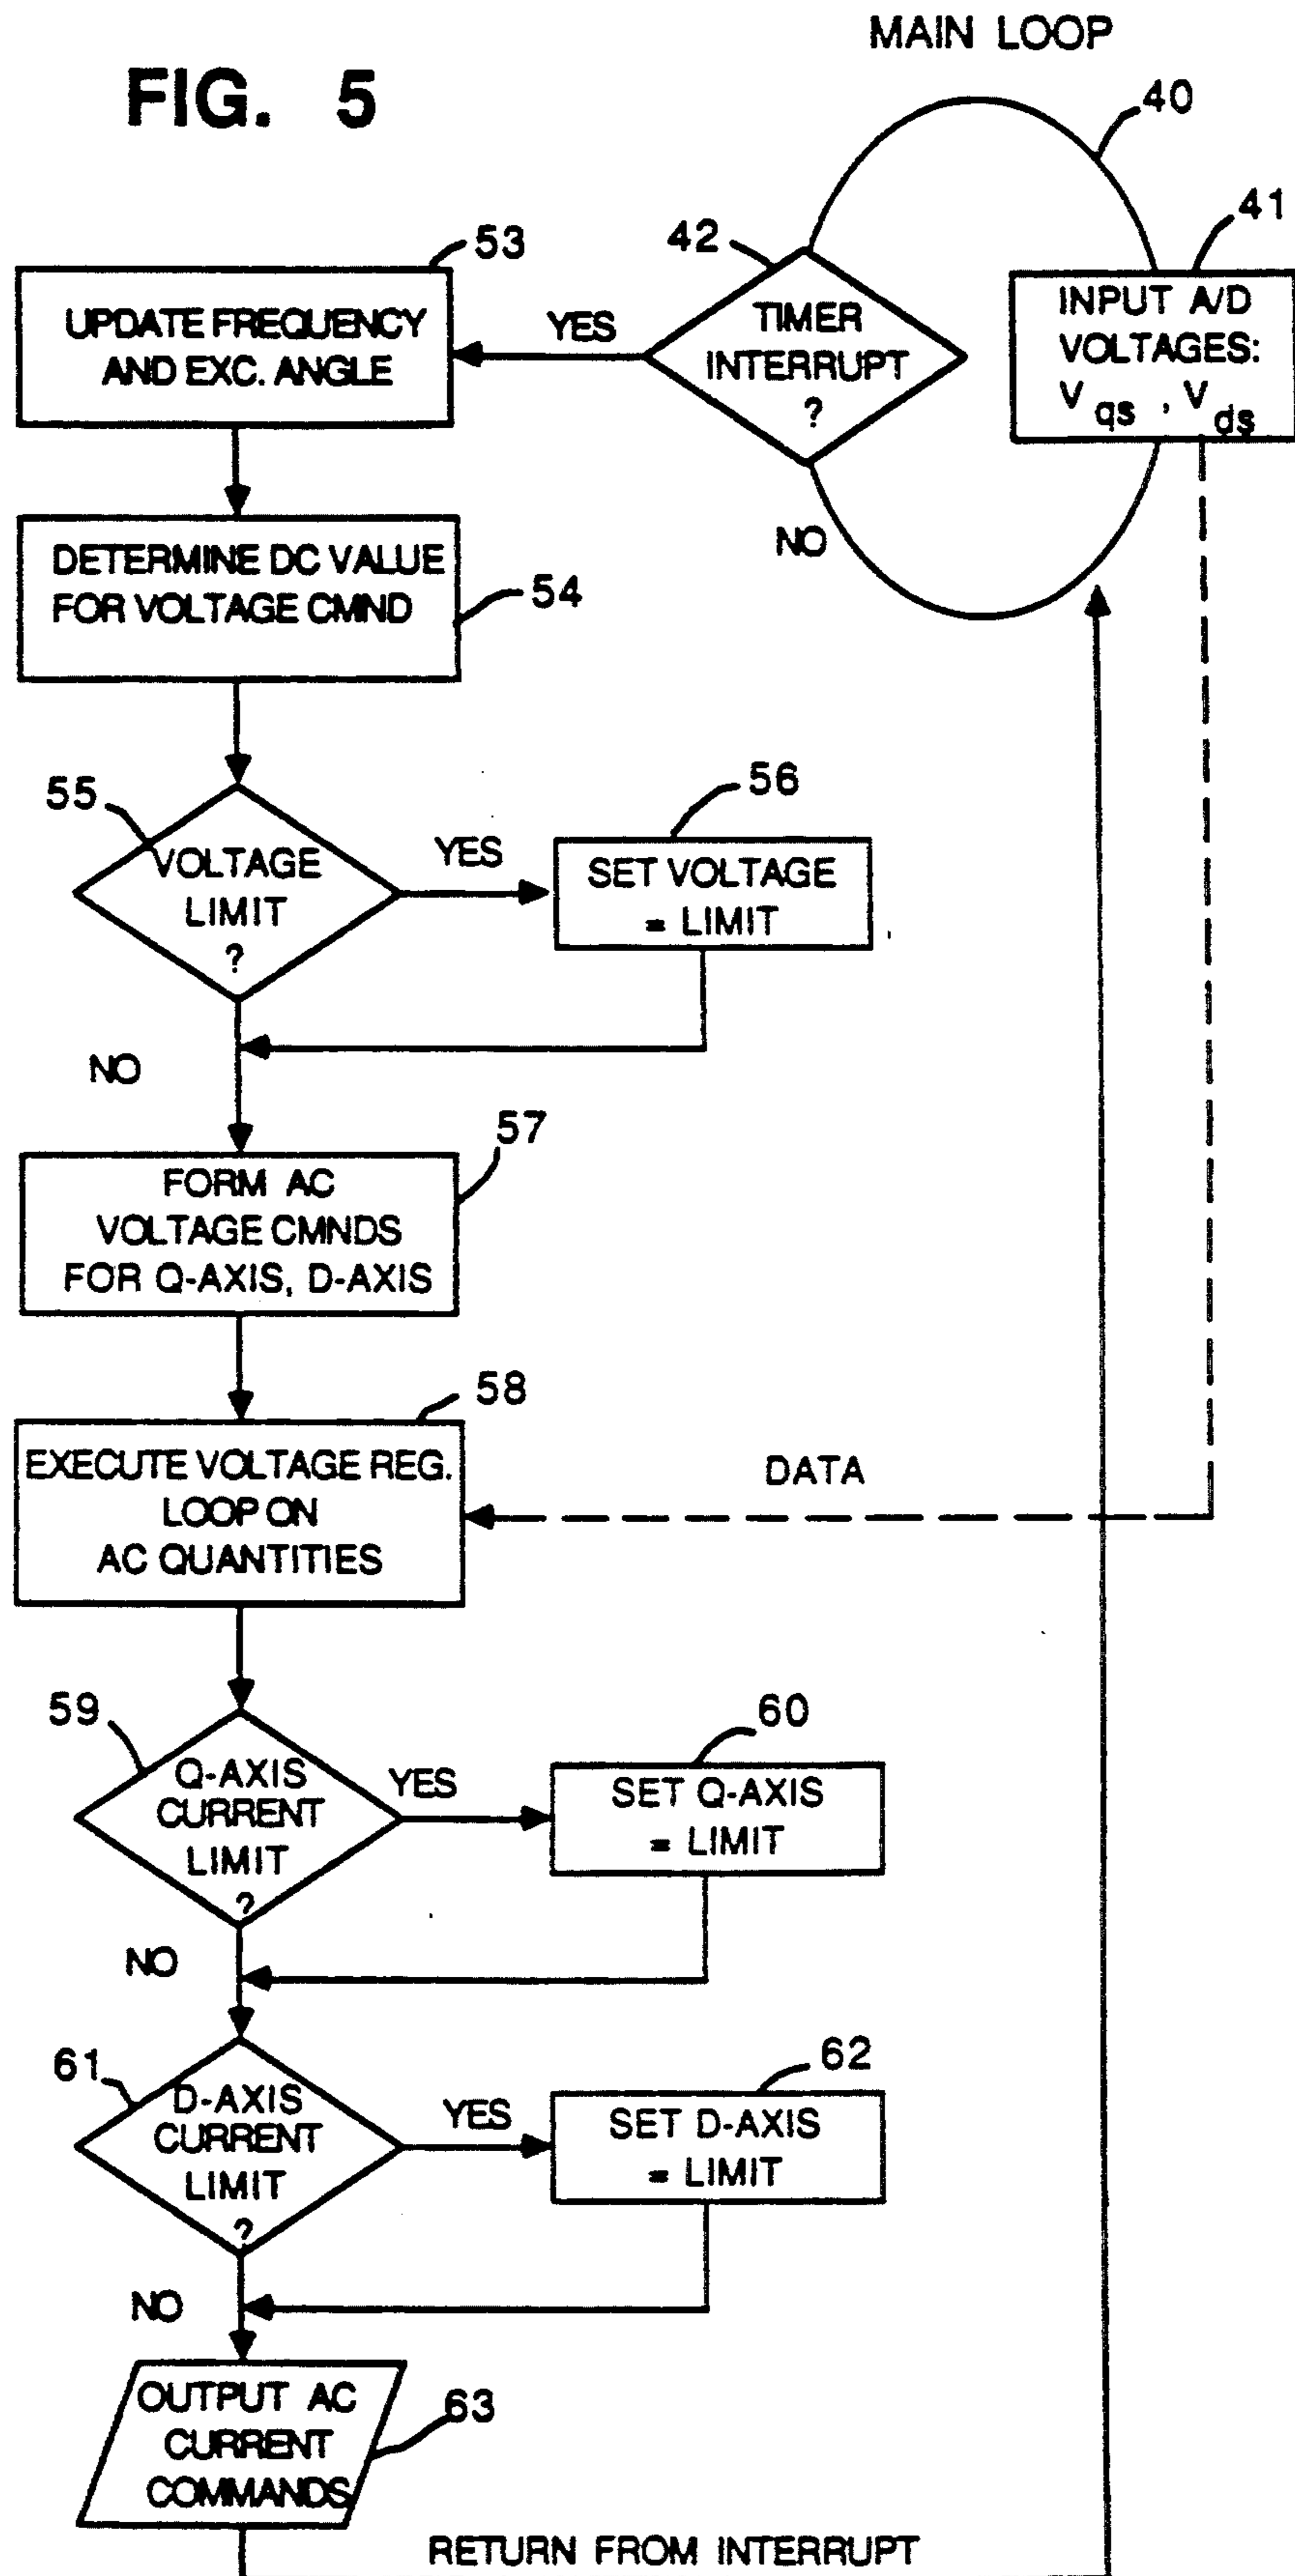 MAIN LOOP
FIG. 5
40
41
42
53
INPUT A/D
VOLTAGES:
V qs , V ds
TIMER
INTERRUPT
?
YES
NO
UPDATE FREQUENCY
AND EXC. ANGLE
DETERMINE DC VALUE
FOR VOLTAGE CMND
54
55
VOLTAGE
LIMIT
?
YES
56
SET VOLTAGE
= LIMIT
NO
57
FORM AC
VOLTAGE CMNDS
FOR Q-AXIS, D-AXIS
58
EXECUTE VOLTAGE REG.
LOOP ON
AC QUANTITIES
DATA
59
Q-AXIS
CURRENT
LIMIT
?
YES
60
SET Q-AXIS
= LIMIT
NO
61
D-AXIS
CURRENT
LIMIT
?
YES
62
SET D-AXIS
= LIMIT
NO
OUTPUT AC
CURRENT
COMMANDS
63
RETURN FROM INTERRUPT